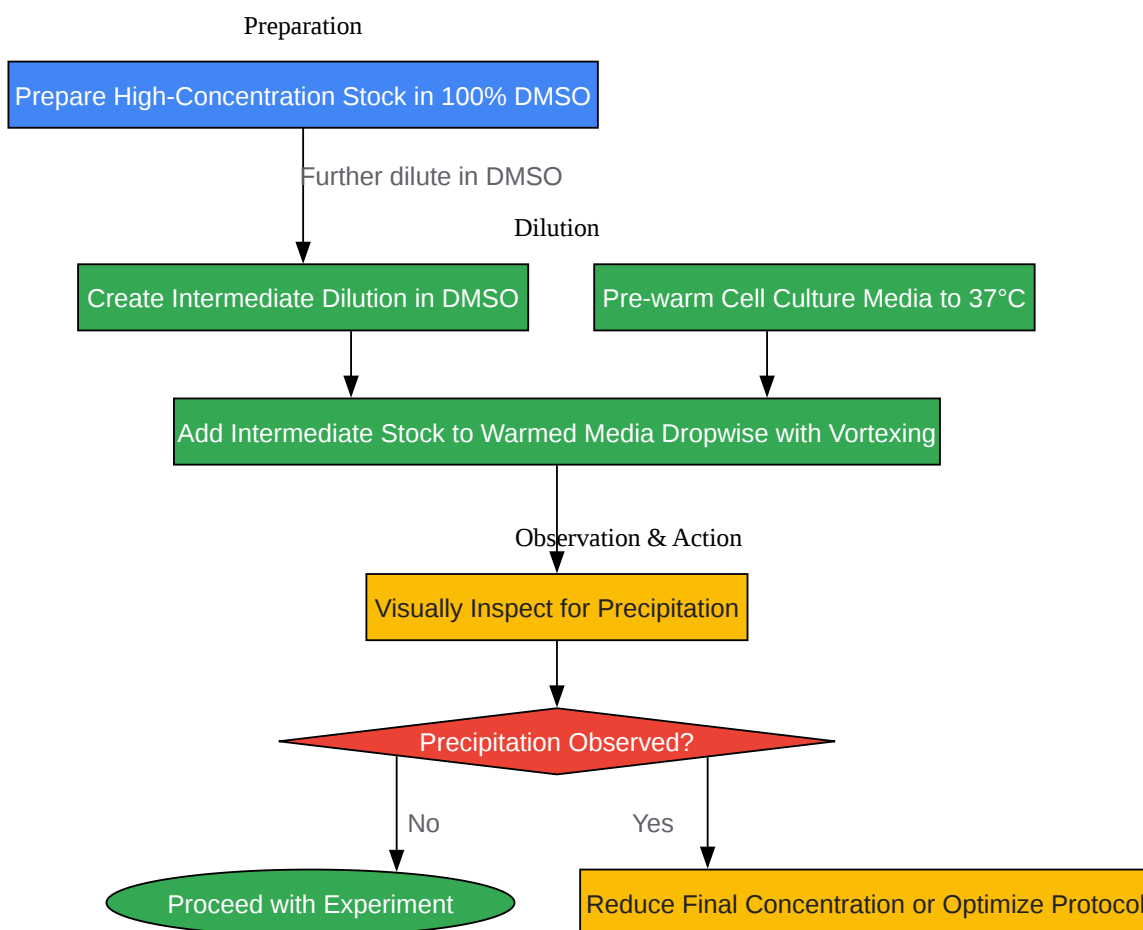 Preparation
Prepare High-Concentration Stock in 100% DMSO
Further dilute in DMSO
Dilution
Create Intermediate Dilution in DMSO
Pre-warm Cell Culture Media to 37°C
Add Intermediate Stock to Warmed Media Dropwise with Vortexing
Observation & Action
Visually Inspect for Precipitation
Precipitation Observed?
No
Yes
Proceed with Experiment
Reduce Final Concentration or Optimize Protocol